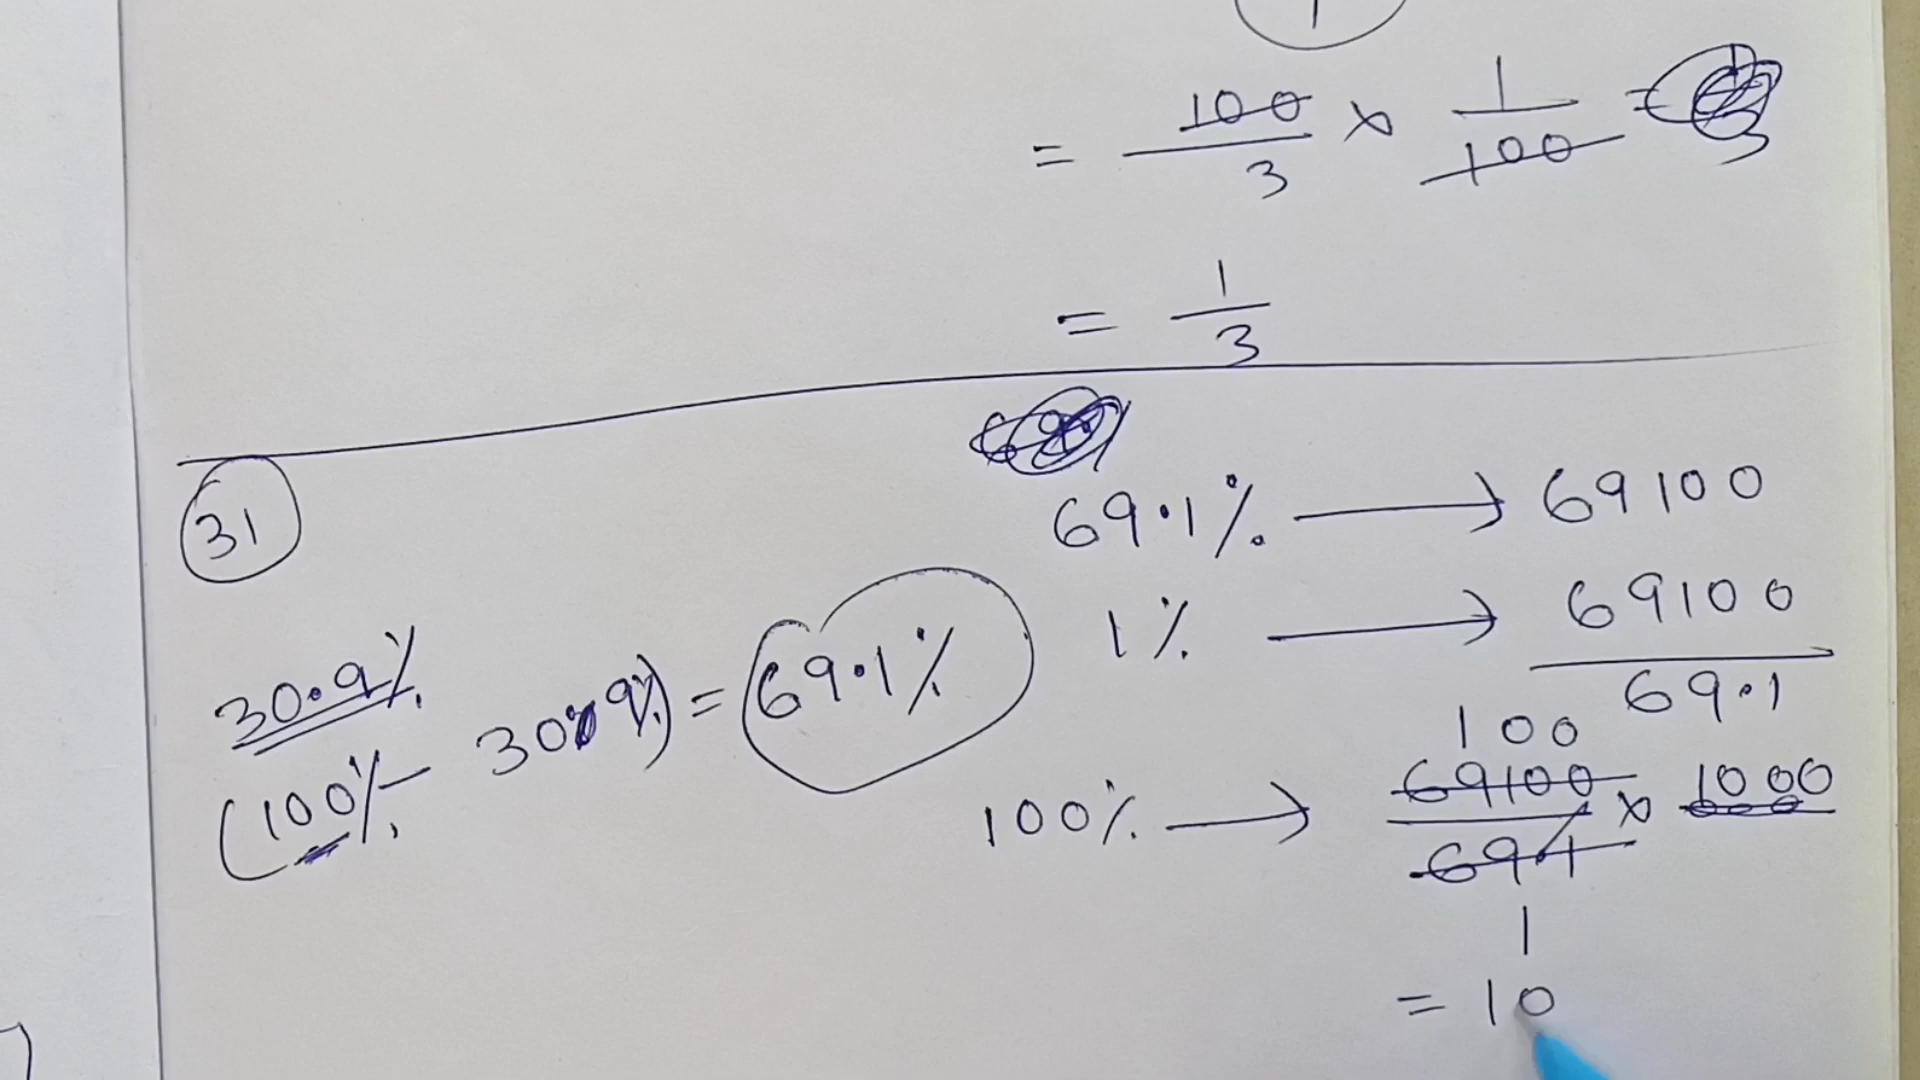 = 100/3 × 1/100 =
= 1/3
31
69.1% → 69100
1% → 69100/69.1
30.9%
(100% - 30.9%) = 69.1%
100
100% → 69100/691 × 1000
1
= 10